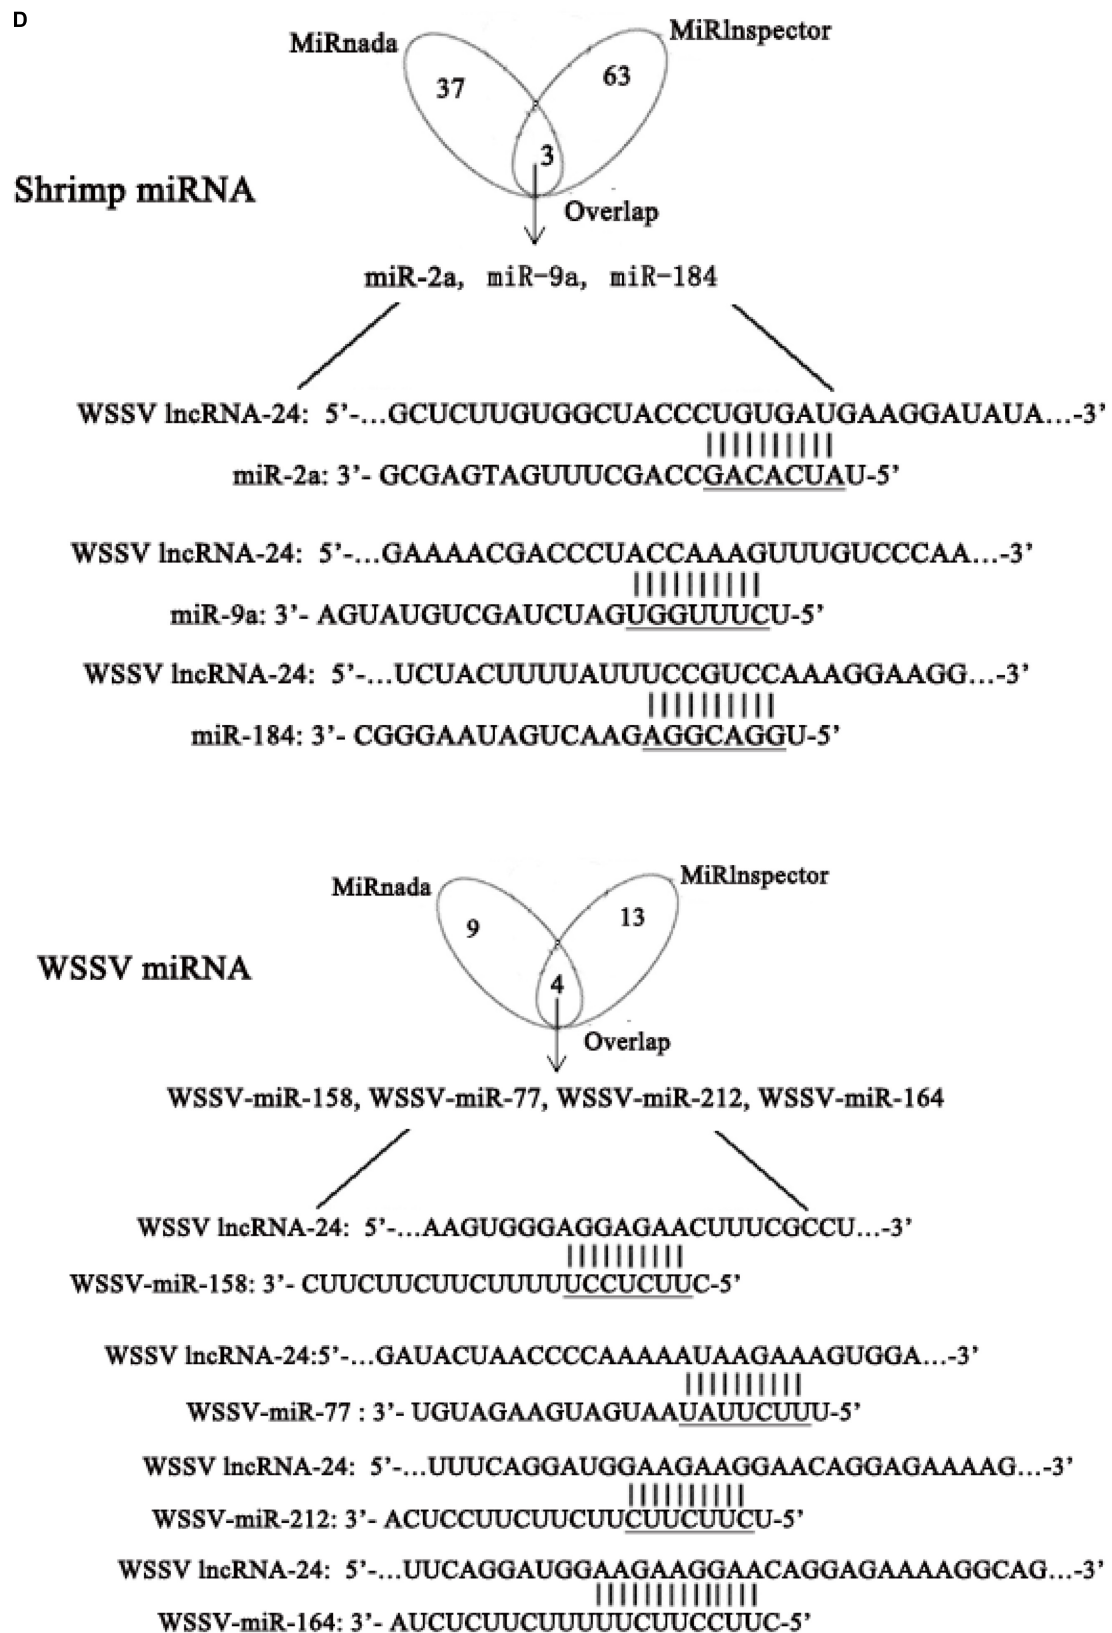 D
MiRnada
MiRlnspector
37
63
3
Shrimp miRNA
Overlap
miR-2a, miR-9a, miR-184
WSSV lncRNA-24: 5’-...GCUCUUGUGGCUACCCUGUGAUGAAGGAUAUA...-3’
miR-2a: 3’- GCGAGTAGUUUCGACCGACACUAU-5’
WSSV lncRNA-24: 5’-...GAAAACGACCCUACCAAAGUUUGUCCCAA...-3’
miR-9a: 3’- AGUAUGUCGAUCUAGUGGUUUCU-5’
WSSV lncRNA-24: 5’-...UCUACUUUUAUUUCCGUCCAAAGGAAGG...-3’
miR-184: 3’- CGGGAAUAGUCAAGAGGCAGGU-5’
MiRnada
MiRlnspector
9
13
WSSV miRNA
4
Overlap
WSSV-miR-158, WSSV-miR-77, WSSV-miR-212, WSSV-miR-164
WSSV lncRNA-24: 5’-...AAGUGGGAGGAGAACUUUCGCCU...-3’
WSSV-miR-158: 3’- CUUCUUCUUCUUUUUCCUCUUC-5’
WSSV lncRNA-24:5’-...GAUACUAACCCCAAAAAUAAGAAAGUGGA...-3’
WSSV-miR-77 : 3’- UGUAGAAGUAGUAAUAUUCUUU-5’
WSSV lncRNA-24: 5’-...UUUCAGGAUGGAAGAAGGAACAGGAGAAAAG...-3’
WSSV-miR-212: 3’- ACUCCUUCUUCUUCUUCUUCU-5’
WSSV lncRNA-24: 5’-...UUCAGGAUGGAAGAAGGAACAGGAGAAAAGGCAG...-3’
WSSV-miR-164: 3’- AUCUCUUCUUUUUCUUCCUUC-5’